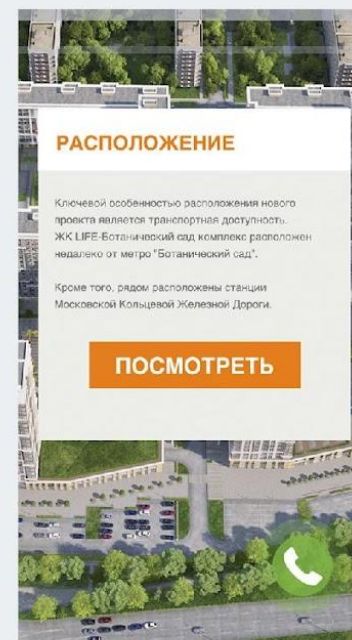 РАСПОЛОЖЕНИЕ
Ключевой особенностью расположения нового
проекта является транспортная доступность.
ЖК LIFE-Ботанический сад комплекс расположен
недалеко от метро "Ботанический сад".
Кроме того, рядом расположены станции
Московской Кольцевой Железной Дороги.
ПОСМОТРЕТЬ